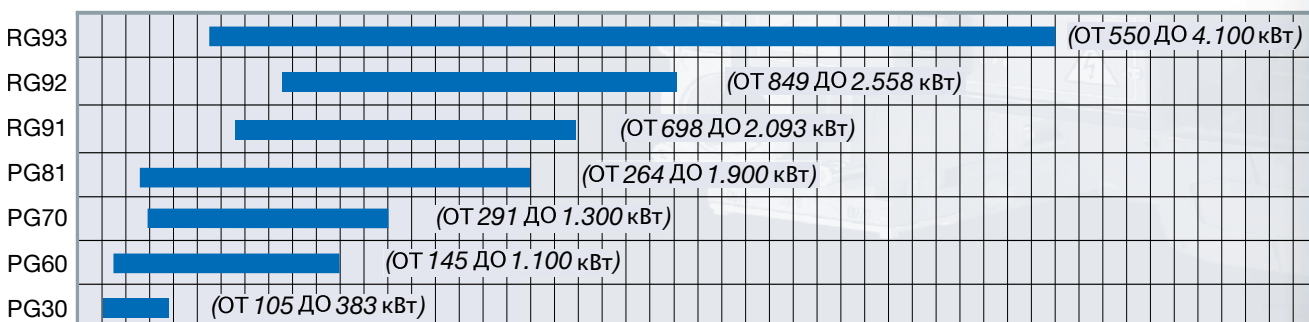 RG93 (ОТ 550 ДО 4.100 кВт)
RG92 (ОТ 849 ДО 2.558 кВт)
RG91 (ОТ 698 ДО 2.093 кВт)
PG81 (ОТ 264 ДО 1.900 кВт)
PG70 (ОТ 291 ДО 1.300 кВт)
PG60 (ОТ 145 ДО 1.100 кВт)
PG30 (ОТ 105 ДО 383 кВт)